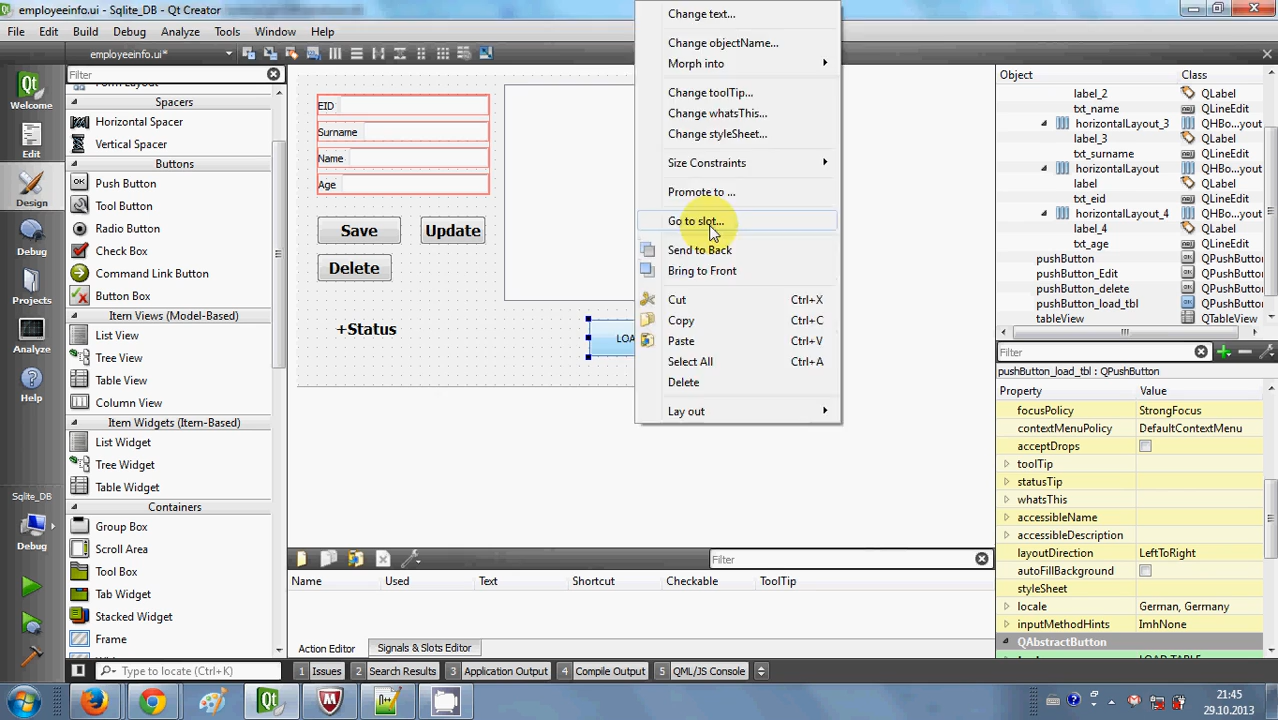 employeeinfo.ui - Sqlite_DB - Qt Creator
File Edit Build Debug Analyze Tools Window Help
employeeinfo.ui*
Welcome
Edit
Design
Debug
Projects
Analyze
Help
Sqlite_DB
Debug
Filter
Spacers
Horizontal Spacer
Vertical Spacer
Buttons
Push Button
Tool Button
Radio Button
Check Box
Command Link Button
Button Box
Item Views (Model-Based)
List View
Tree View
Table View
Column View
Item Widgets (Item-Based)
List Widget
Tree Widget
Table Widget
Containers
Group Box
Scroll Area
Tool Box
Tab Widget
Stacked Widget
Frame
EID
Surname
Name
Age
Save
Update
Delete
+Status
Change text...
Change objectName...
Morph into
Change toolTip...
Change whatsThis...
Change styleSheet...
Size Constraints
Promote to ...
Go to slot...
Send to Back
Bring to Front
Cut Ctrl+X
Copy Ctrl+C
Paste Ctrl+V
Select All Ctrl+A
Delete
Lay out
Filter
Name Used Text Shortcut Checkable ToolTip
Action Editor Signals & Slots Editor
Object Class
label_2 QLabel
txt_name QLineEdit
horizontalLayout_3 QHBo...yout
label_3 QLabel
txt_surname QLineEdit
horizontalLayout QHBo...yout
label QLabel
txt_eid QLineEdit
horizontalLayout_4 QHBo...yout
label_4 QLabel
txt_age QLineEdit
pushButton QPushButton
pushButton_Edit QPushButton
pushButton_delete QPushButton
pushButton_load_tbl QPushButton
tableView QTableView
Filter
pushButton_load_tbl : QPushButton
Property Value
focusPolicy StrongFocus
contextMenuPolicy DefaultContextMenu
acceptDrops
toolTip
statusTip
whatsThis
accessibleName
accessibleDescription
layoutDirection LeftToRight
autoFillBackground
styleSheet
locale German, Germany
inputMethodHints ImhNone
QAbstractButton
Type to locate (Ctrl+K) 1 Issues 2 Search Results 3 Application Output 4 Compile Output 5 QML/JS Console
21:45
29.10.2013